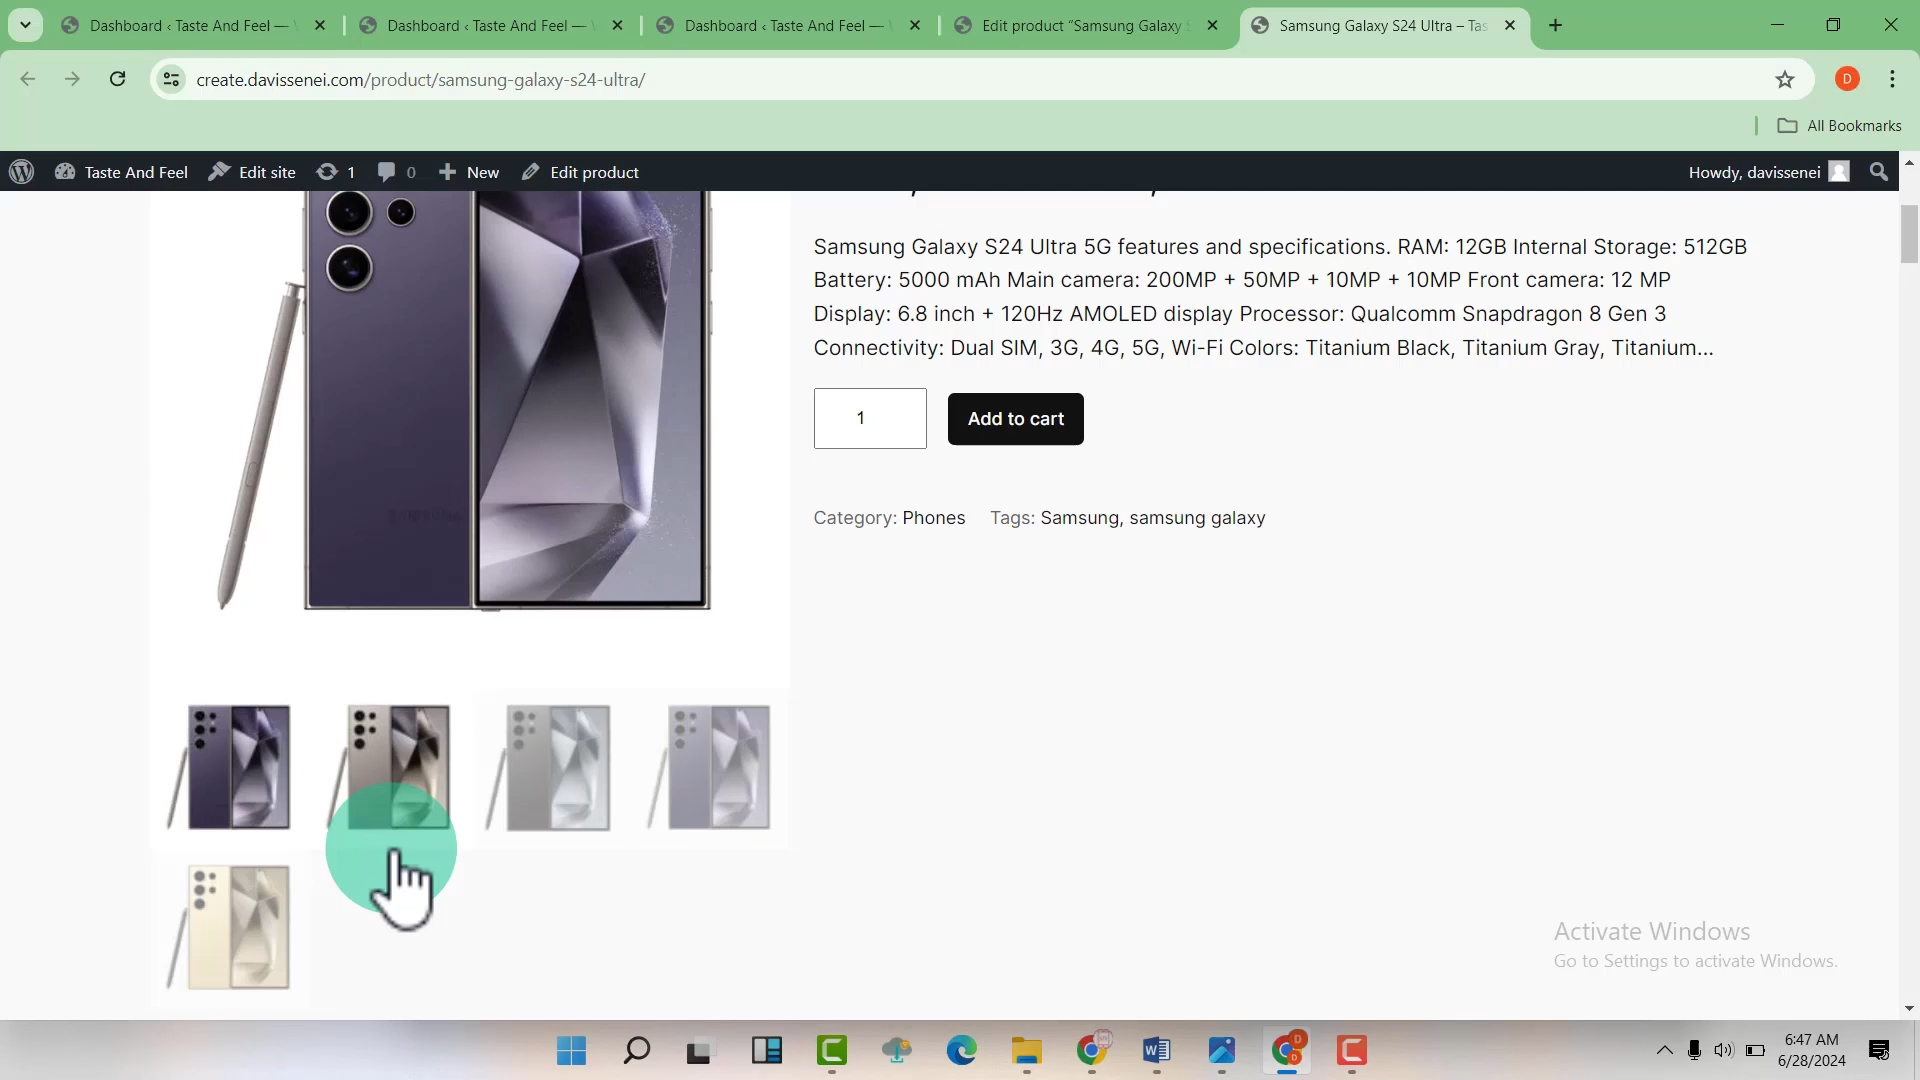 Dashboard ‹ Taste And Feel —
Dashboard ‹ Taste And Feel —
Dashboard ‹ Taste And Feel —
Edit product “Samsung Galaxy
Samsung Galaxy S24 Ultra – Tas
create.davissenei.com/product/samsung-galaxy-s24-ultra/
D
All Bookmarks
Taste And Feel
Edit site
1
0
New
Edit product
Howdy, davissenei
Samsung Galaxy S24 Ultra 5G features and specifications. RAM: 12GB Internal Storage: 512GB
Battery: 5000 mAh Main camera: 200MP + 50MP + 10MP + 10MP Front camera: 12 MP
Display: 6.8 inch + 120Hz AMOLED display Processor: Qualcomm Snapdragon 8 Gen 3
Connectivity: Dual SIM, 3G, 4G, 5G, Wi-Fi Colors: Titanium Black, Titanium Gray, Titanium...
1
Add to cart
Category: Phones
Tags: Samsung, samsung galaxy
Activate Windows
Go to Settings to activate Windows.
6:47 AM
6/28/2024